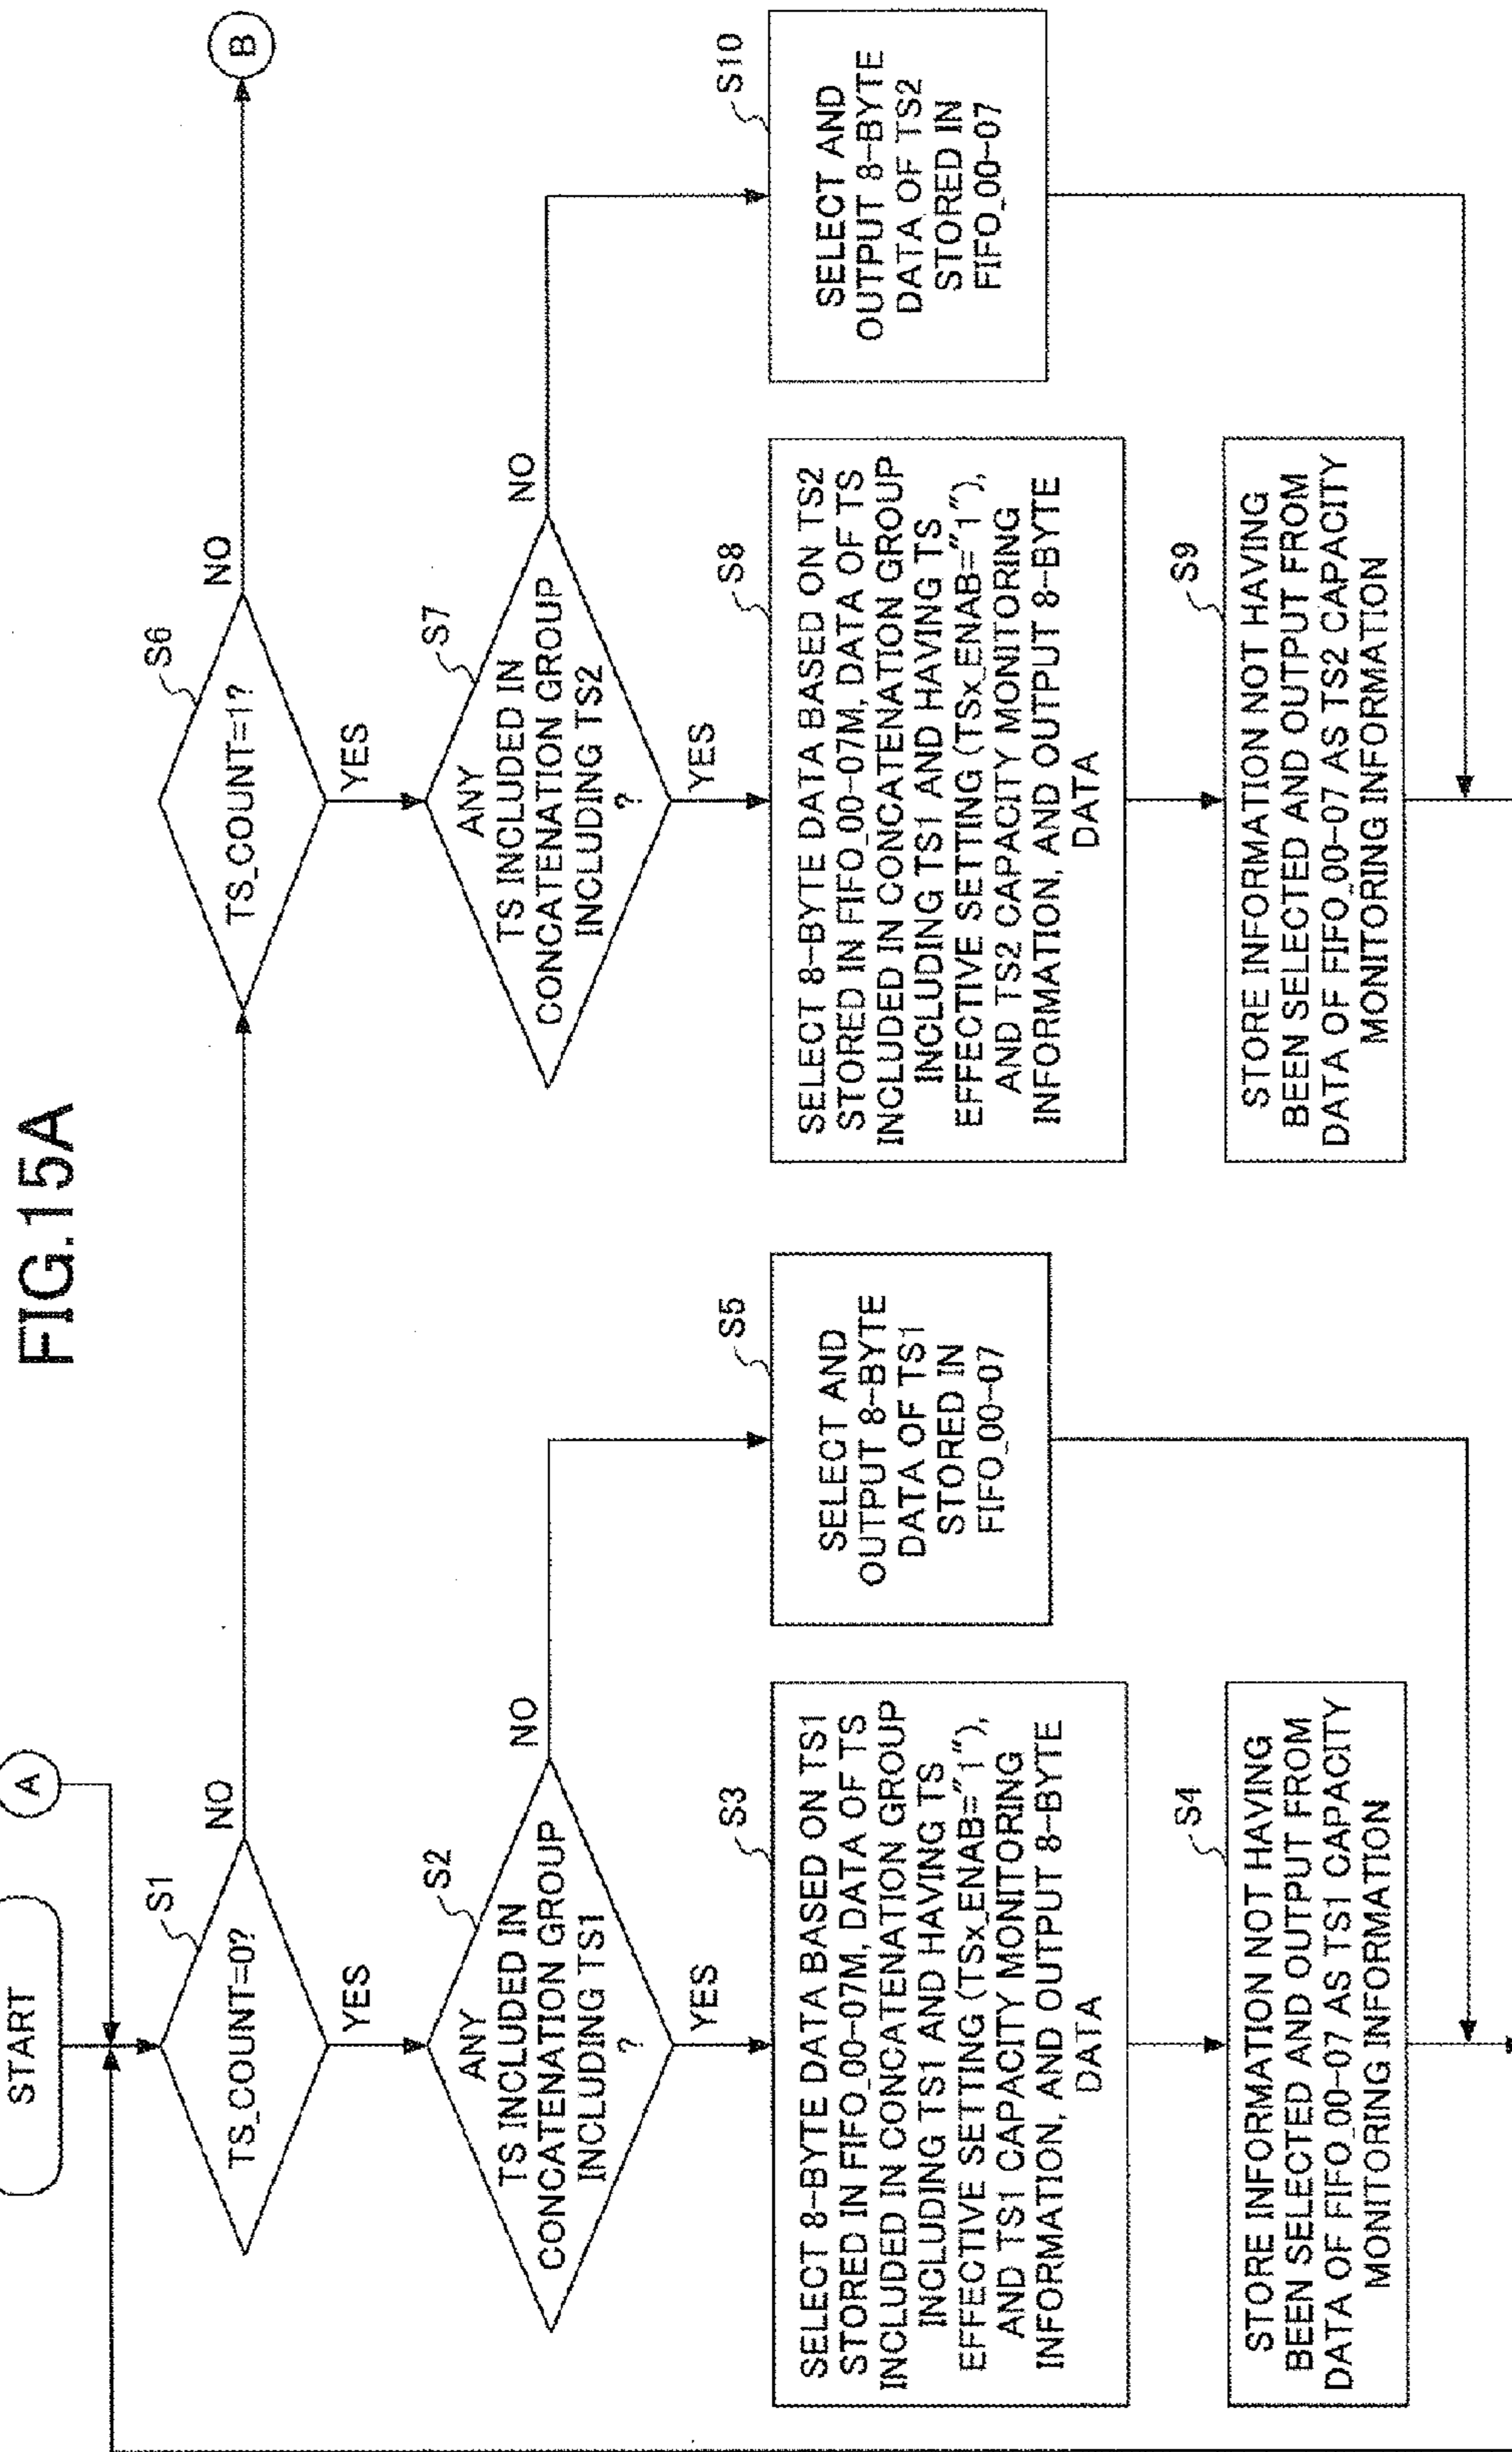 FIG.15A
START
A
S1
TS_COUNT=0?
NO
YES
S2
ANY
TS INCLUDED IN
CONCATENATION GROUP
INCLUDING TS1
?
NO
YES
S3
SELECT 8-BYTE DATA BASED ON TS1
STORED IN FIFO_00-07M, DATA OF TS
INCLUDED IN CONCATENATION GROUP
INCLUDING TS1 AND HAVING TS
EFFECTIVE SETTING (TSx_ENAB="1"),
AND TS1 CAPACITY MONITORING
INFORMATION, AND OUTPUT 8-BYTE
DATA
S4
STORE INFORMATION NOT HAVING
BEEN SELECTED AND OUTPUT FROM
DATA OF FIFO_00-07 AS TS1 CAPACITY
MONITORING INFORMATION
S5
SELECT AND
OUTPUT 8-BYTE
DATA OF TS1
STORED IN
FIFO_00-07
S6
TS_COUNT=1?
NO
B
YES
S7
ANY
TS INCLUDED IN
CONCATENATION GROUP
INCLUDING TS2
?
NO
YES
S8
SELECT 8-BYTE DATA BASED ON TS2
STORED IN FIFO_00-07M, DATA OF TS
INCLUDED IN CONCATENATION GROUP
INCLUDING TS1 AND HAVING TS
EFFECTIVE SETTING (TSx_ENAB="1"),
AND TS2 CAPACITY MONITORING
INFORMATION, AND OUTPUT 8-BYTE
DATA
S9
STORE INFORMATION NOT HAVING
BEEN SELECTED AND OUTPUT FROM
DATA OF FIFO_00-07 AS TS2 CAPACITY
MONITORING INFORMATION
S10
SELECT AND
OUTPUT 8-BYTE
DATA OF TS2
STORED IN
FIFO_00-07